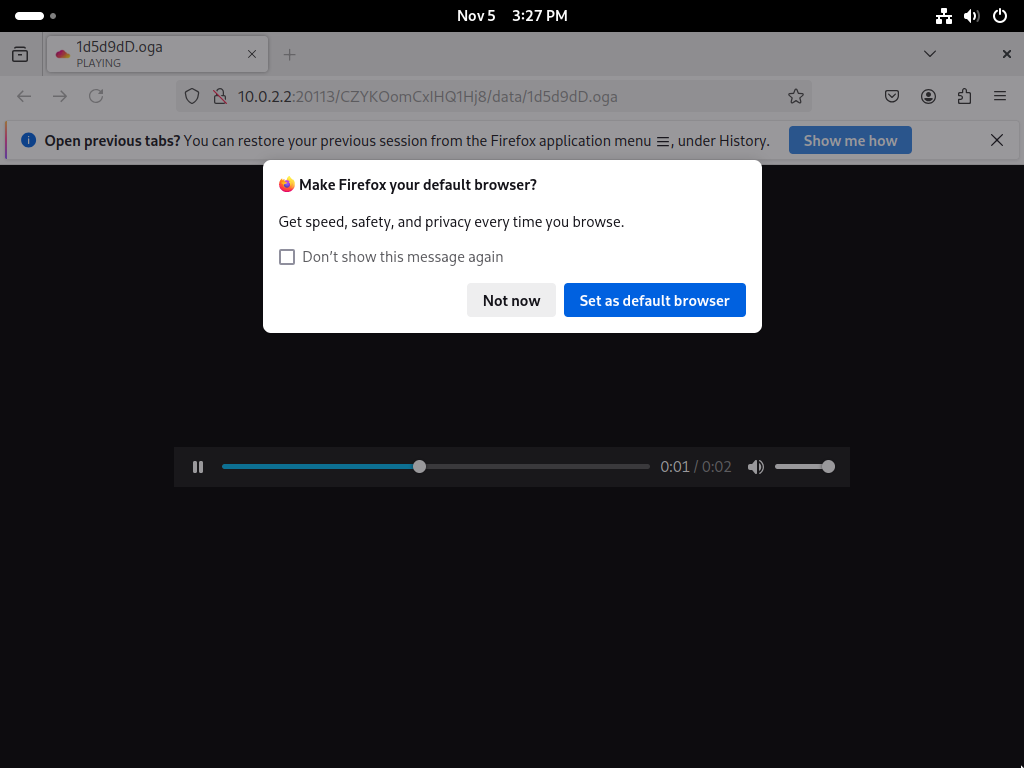 Nov 5 3:27 PM
1d5d9dD.oga
PLAYING
10.0.2.2:20113/CZYKOomCxIHQ1Hj8/data/1d5d9dD.oga
Open previous tabs? You can restore your previous session from the Firefox application menu ☰, under History.
Show me how
Make Firefox your default browser?
Get speed, safety, and privacy every time you browse.
Don’t show this message again
Not now
Set as default browser
0:01 / 0:02